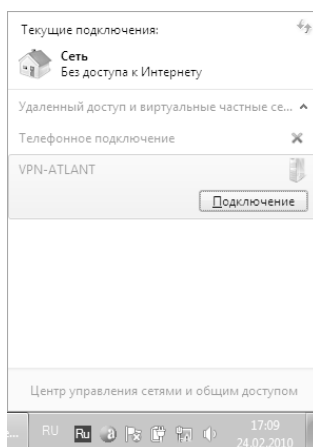 Текущие подключения:
Сеть
Без доступа к Интернету
Удаленный доступ и виртуальные частные се...
Телефонное подключение
VPN-ATLANT
Подключение
Центр управления сетями и общим доступом
RU Ru 17:09
24.02.2010